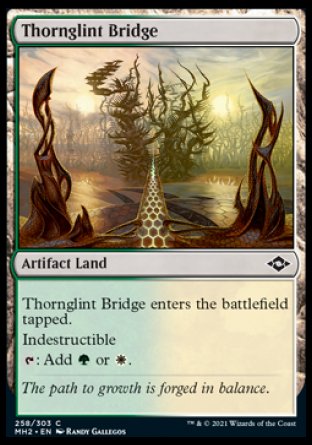 Thornglint Bridge
Artifact Land
Thornglint Bridge enters the battlefield
tapped.
Indestructible
: Add or .
The path to growth is forged in balance.
258/303 C
MH2 • EN RANDY GALLEGOS
™ & © 2021 Wizards of the Coast